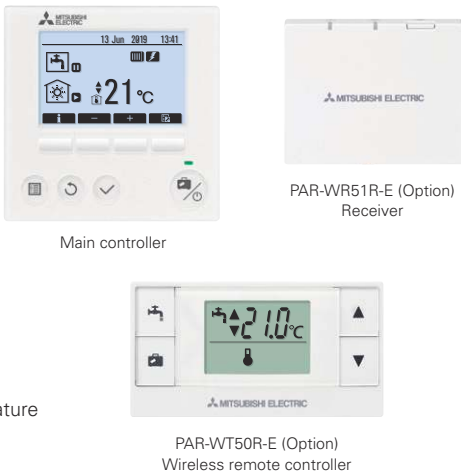 MITSUBISHI
ELECTRIC
13 Jun 2019 13:41
21 °C
i − +
MITSUBISHI ELECTRIC
PAR-WR51R-E (Option)
Receiver
Main controller
21.0°C
ature
MITSUBISHI ELECTRIC
PAR-WT50R-E (Option)
Wireless remote controller